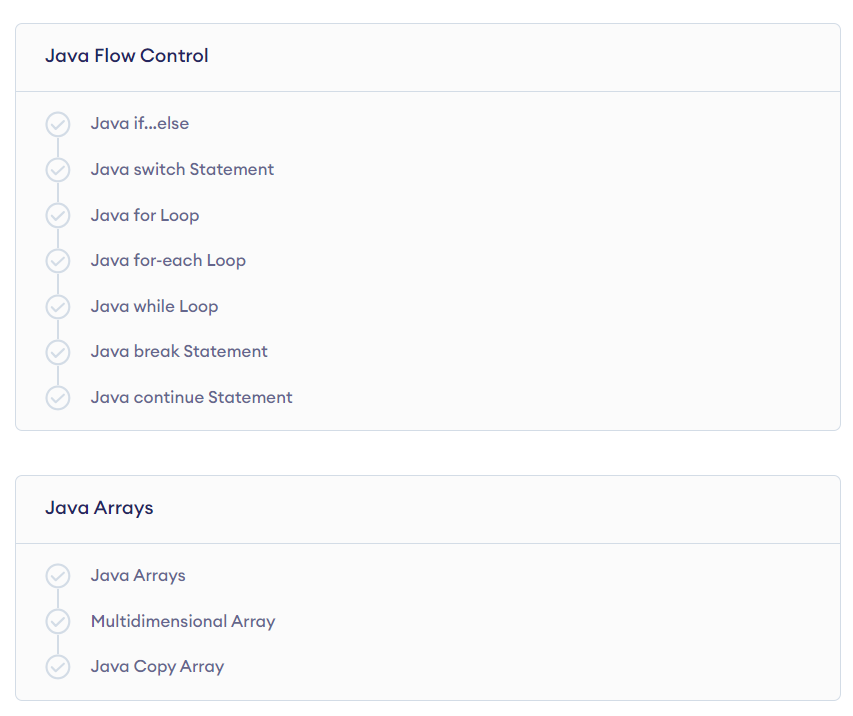 Java Flow Control
Java if...else
Java switch Statement
Java for Loop
Java for-each Loop
Java while Loop
Java break Statement
Java continue Statement
Java Arrays
Java Arrays
Multidimensional Array
Java Copy Array